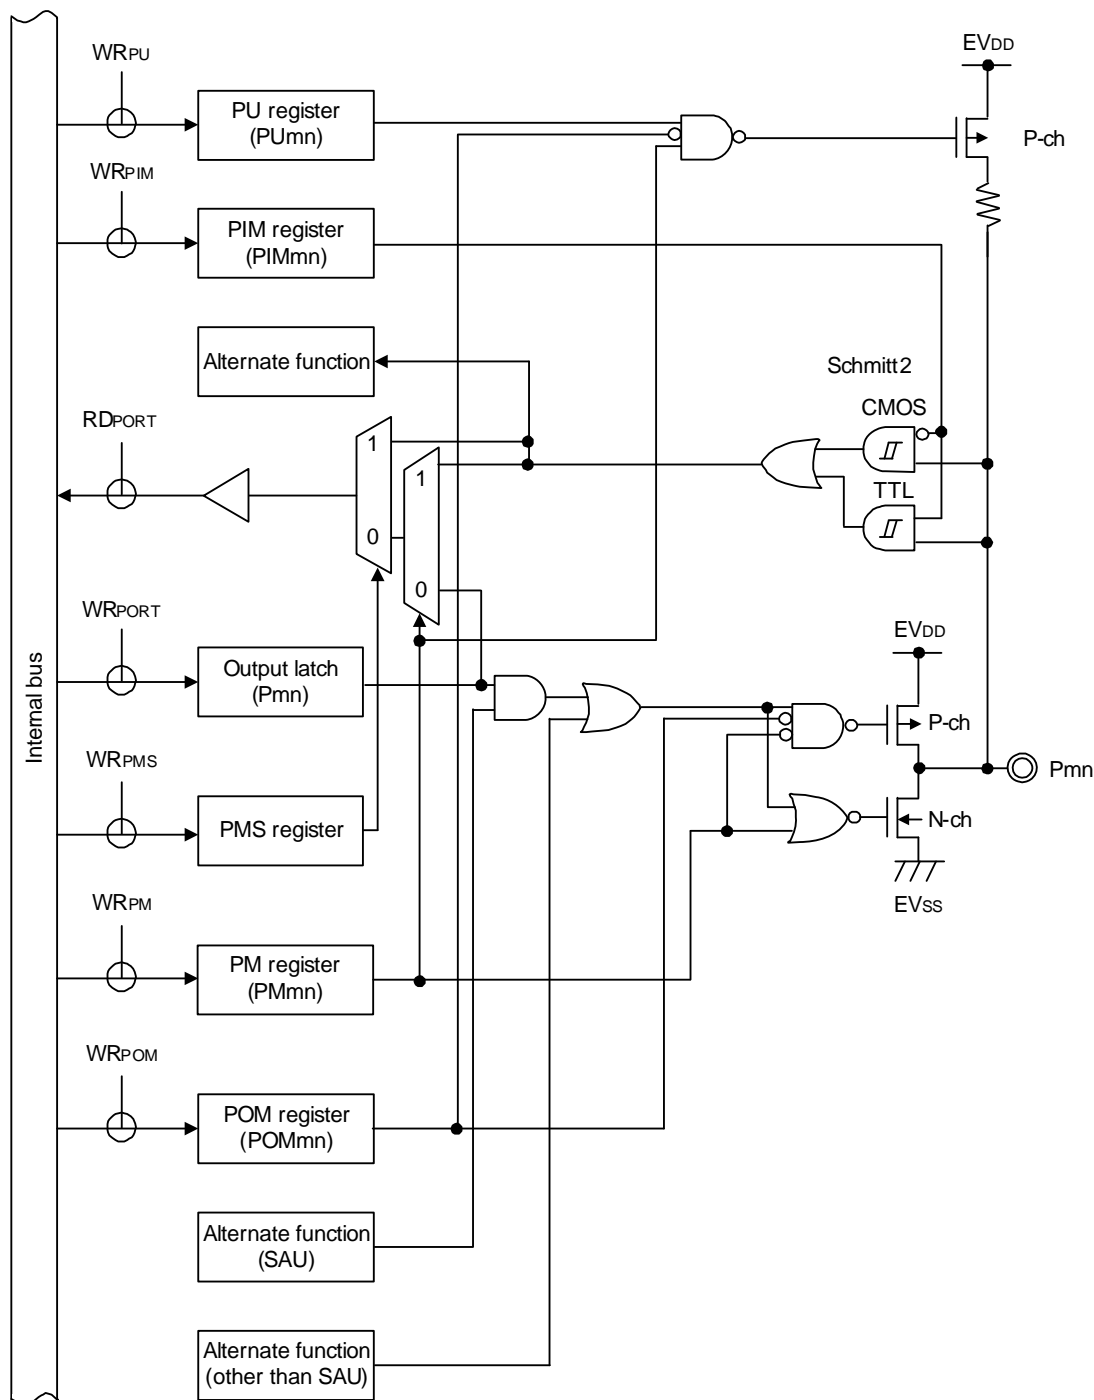 WRPU
EVDD
PU register
(PUmn)
P-ch
WRPIM
PIM register
(PIMmn)
Alternate function
Schmitt2
CMOS
RDPORT
1
1
TTL
0
0
WRPORT
EVDD
Output latch
(Pmn)
P-ch
Internal bus
WRPMS
Pmn
PMS register
N-ch
WRPM
EVSS
PM register
(PMmn)
WRPOM
POM register
(POMmn)
Alternate function
(SAU)
Alternate function
(other than SAU)